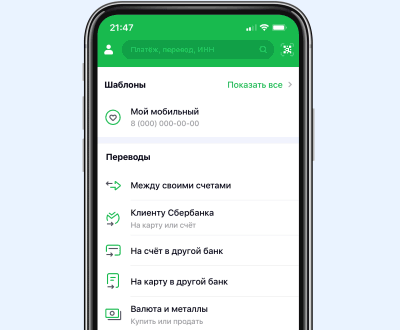 21:47
Платёж, перевод, ИНН
Шаблоны Показать все
Мой мобильный
8 (000) 000-00-00
Переводы
Между своими счетами
Клиенту Сбербанка
На карту или счёт
На счёт в другой банк
На карту в другой банк
Валюта и металлы
Купить или продать